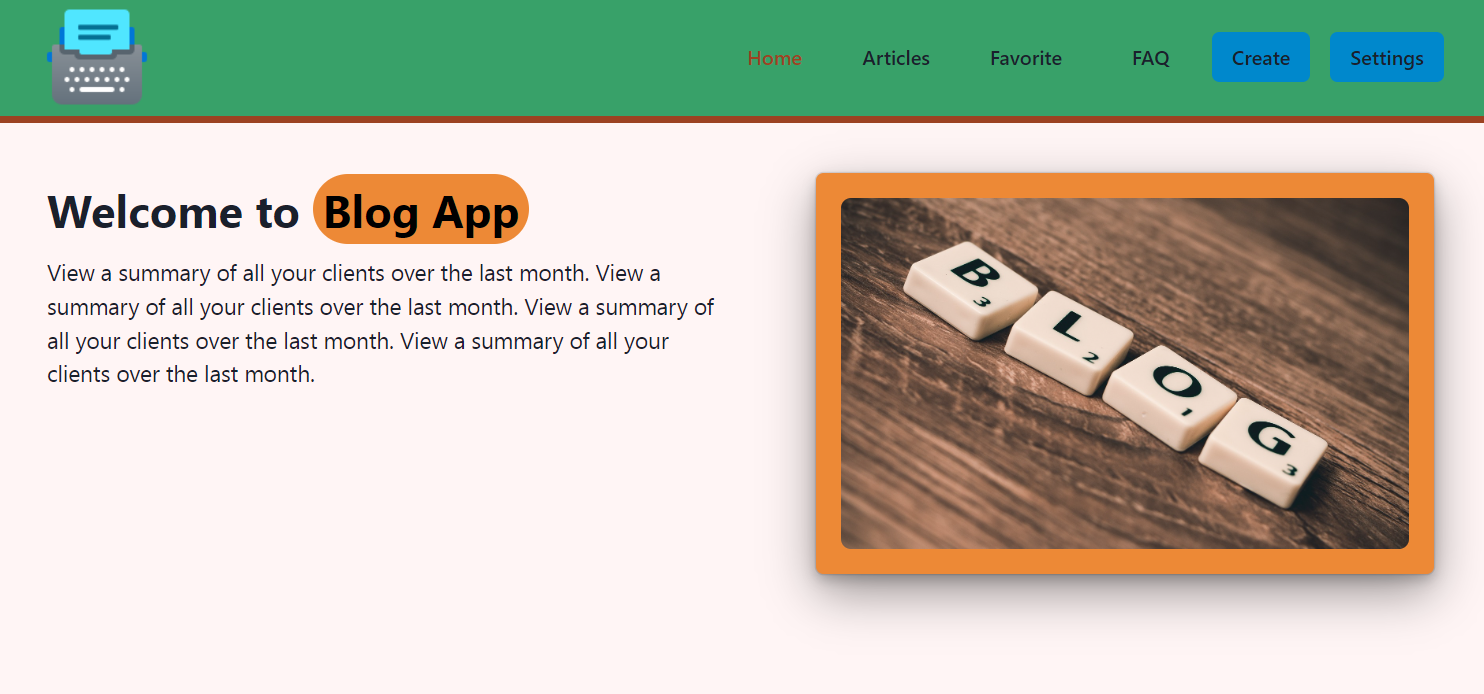 Home Articles Favorite FAQ Create Settings
Welcome to Blog App
View a summary of all your clients over the last month. View a
summary of all your clients over the last month. View a summary of
all your clients over the last month. View a summary of all your
clients over the last month.
B 3
L 2
O 1
G 3